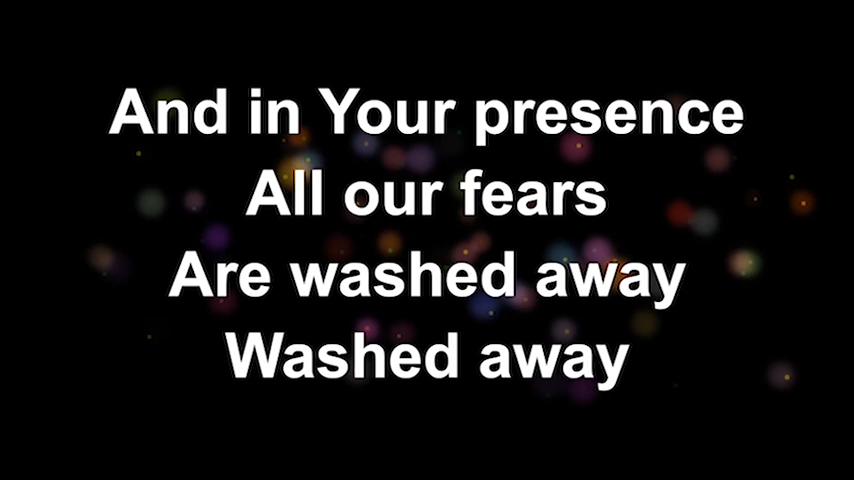 And in Your presence
All our fears
Are washed away
Washed away